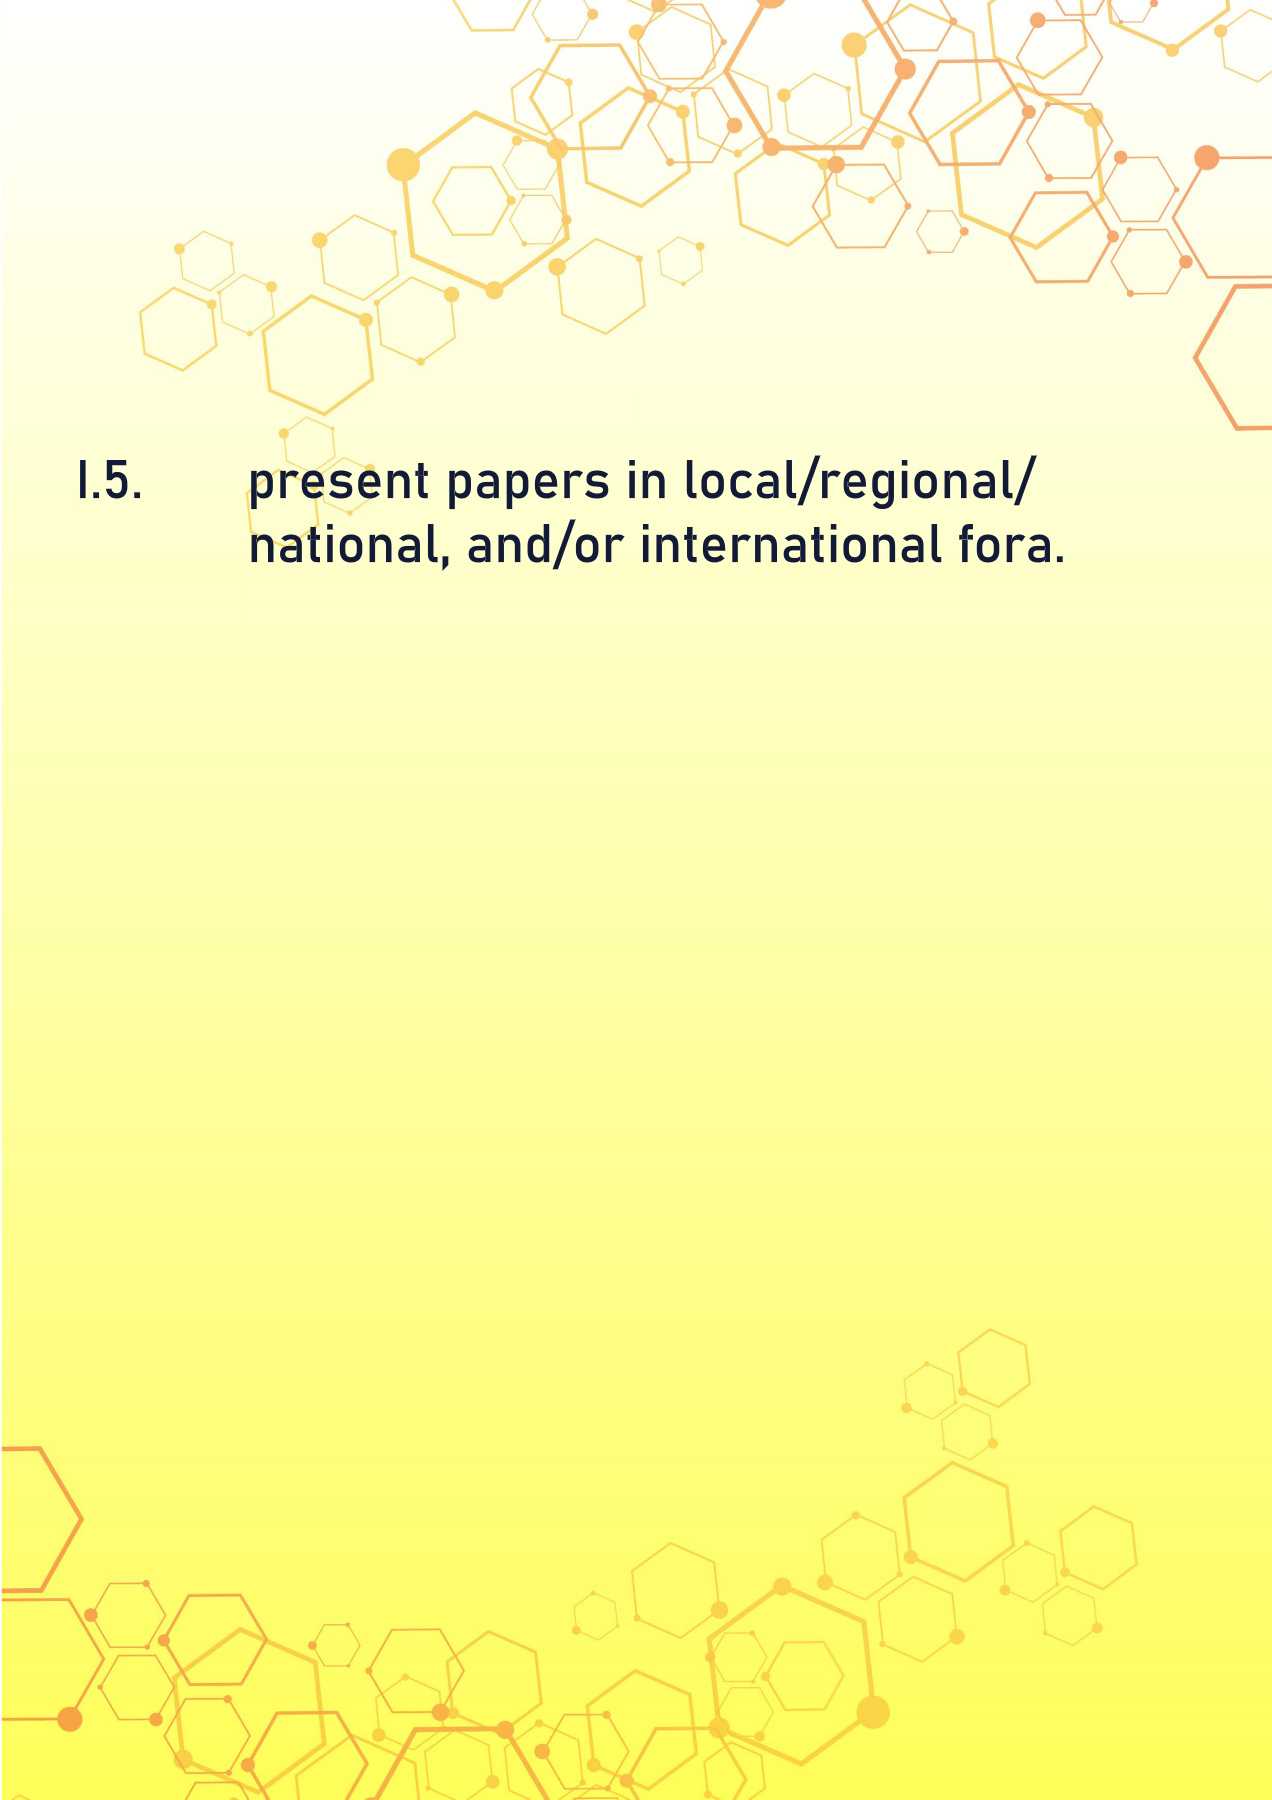 I.5. present papers in local/regional/
national, and/or international fora.